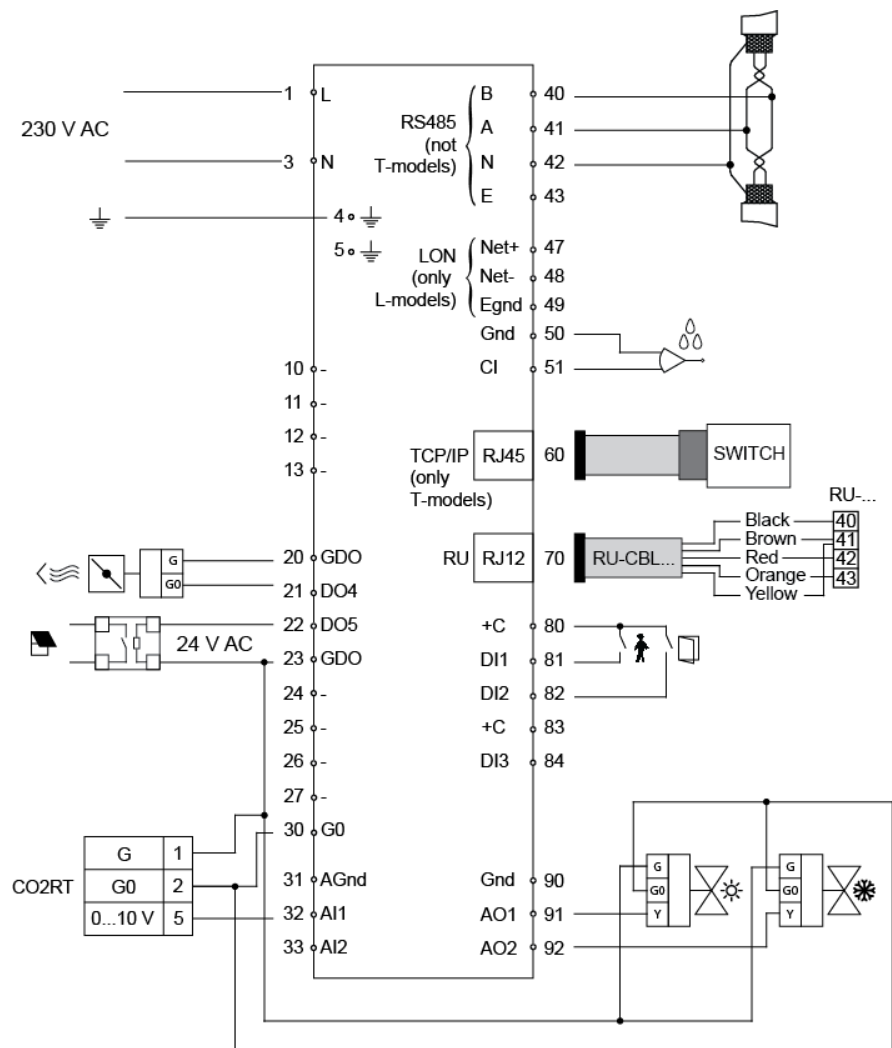 230 V AC
1 L
3 N
4
5
10 -
11 -
12 -
13 -
20 GDO
21 DO4
22 DO5
23 GDO
24 -
25 -
26 -
27 -
30 G0
31 AGnd
32 AI1
33 AI2
G
G0
24 V AC
CO2RT
G 1
G0 2
0...10 V 5
RS485
(not
T-models)
B 40
A 41
N 42
E 43
LON
(only
L-models)
Net+ 47
Net- 48
Egnd 49
Gnd 50
CI 51
TCP/IP
(only
T-models)
RJ45 60
SWITCH
RU RJ12 70
RU-CBL...
RU-...
Black 40
Brown 41
Red 42
Orange 43
Yellow
+C 80
DI1 81
DI2 82
+C 83
DI3 84
Gnd 90
AO1 91
AO2 92
G
G0
Y
G
G0
Y